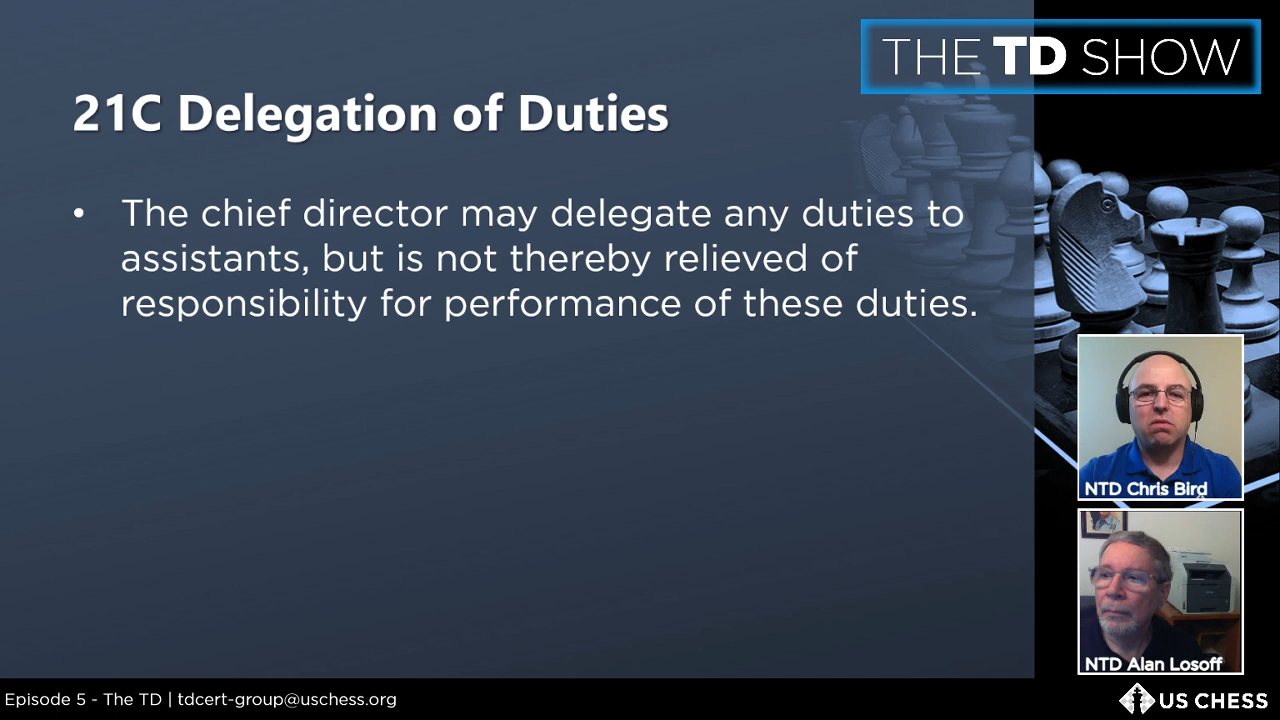 THE TD SHOW
21C Delegation of Duties
• The chief director may delegate any duties to
assistants, but is not thereby relieved of
responsibility for performance of these duties.
NTD Chris Bird
NTD Alan Losoff
Episode 5 - The TD | tdcert-group@uschess.org
US CHESS